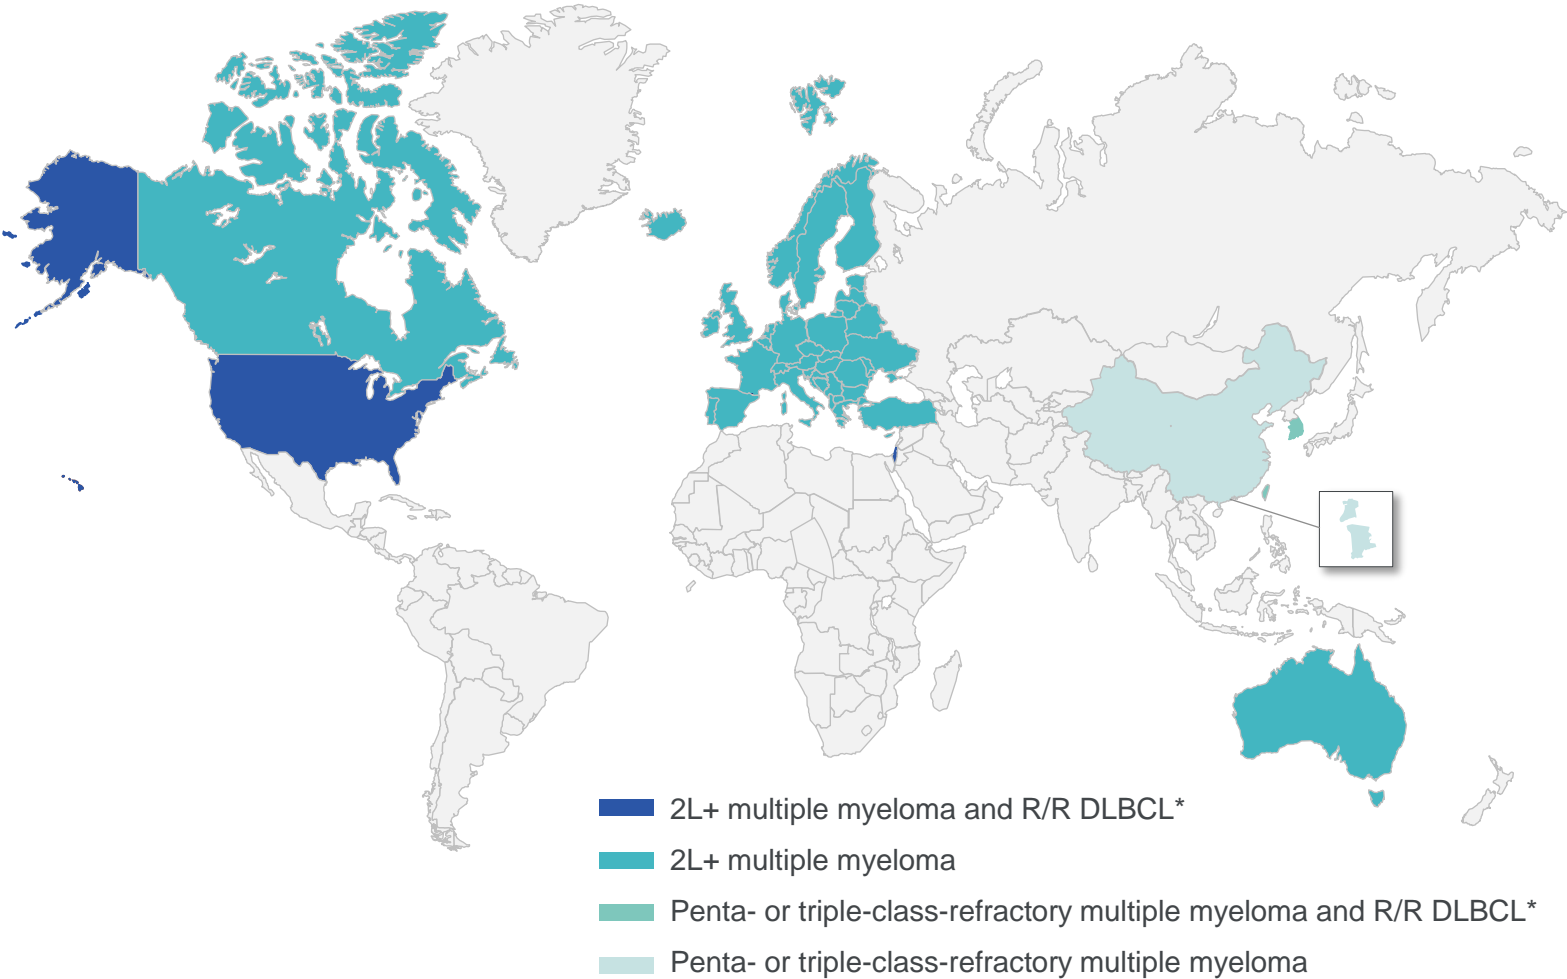 2L+ multiple myeloma and R/R DLBCL*
2L+ multiple myeloma
Penta- or triple-class-refractory multiple myeloma and R/R DLBCL*
Penta- or triple-class-refractory multiple myeloma